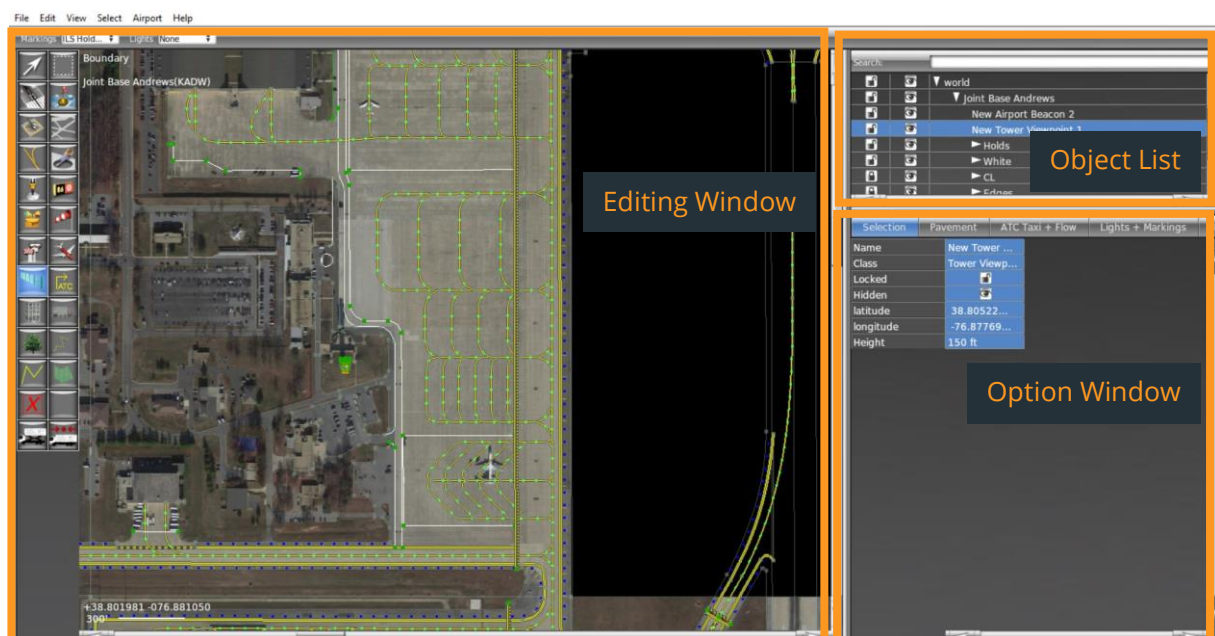 File Edit View Select Airport Help
Markings ILS Hold... Lights None
Boundary
Joint Base Andrews(KADW)
ATC
Editing Window
+38.801981 -076.881050
300'
Search:
world
Joint Base Andrews
New Airport Beacon 2
New Tower Viewpoint 1
Holds
White
CL
Edges
Object List
Selection Pavement ATC Taxi + Flow Lights + Markings
Name New Tower ...
Class Tower Viewp...
Locked
Hidden
latitude 38.80522...
longitude -76.87769...
Height 150 ft
Option Window